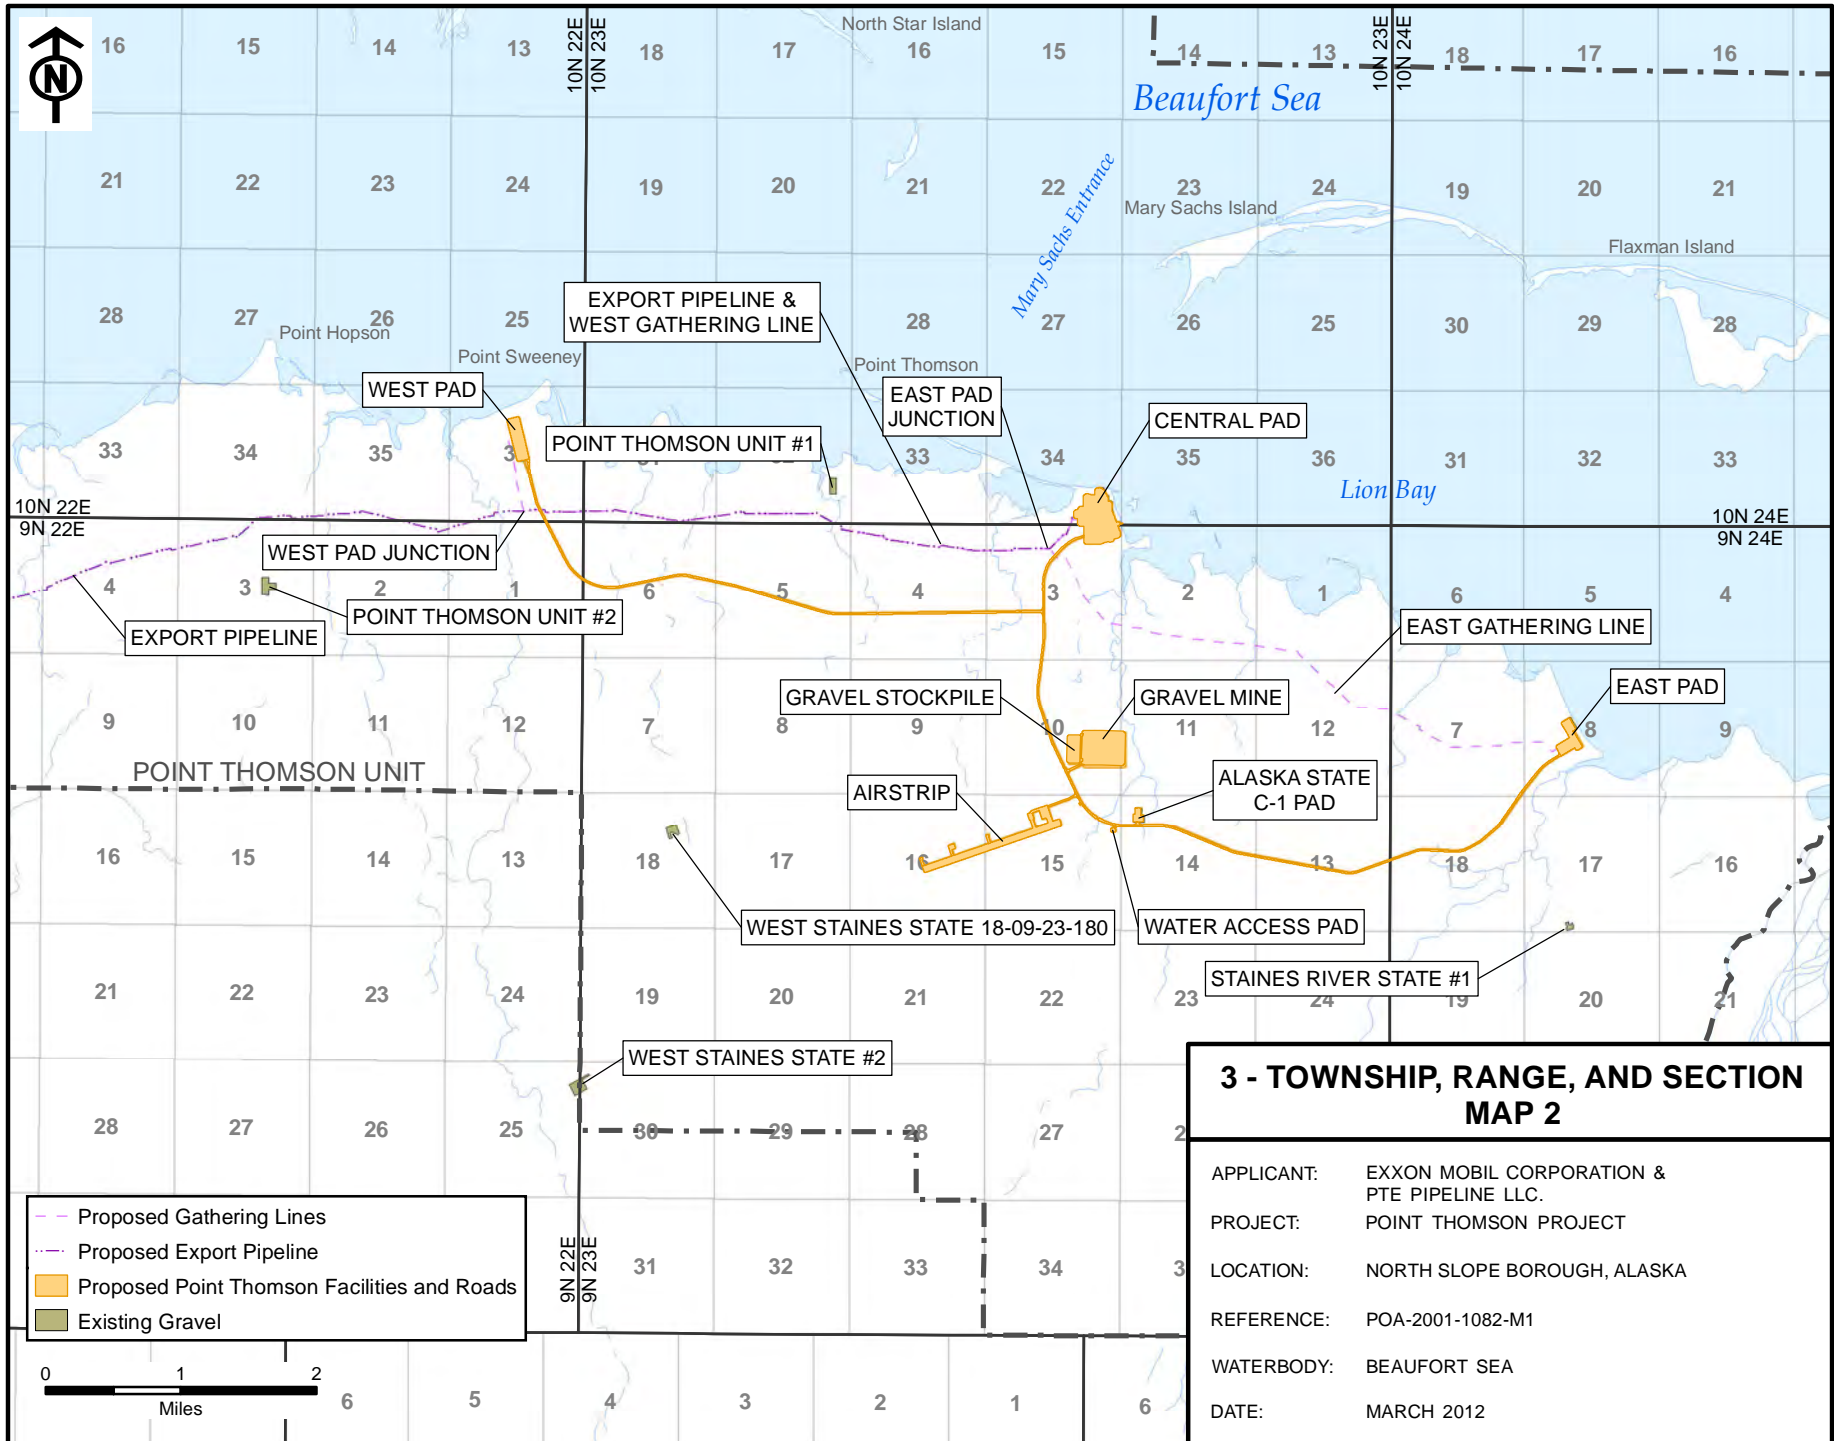 N
North Star Island
16 15 14 13 18 17 16 15 14 13 18 17 16
10N 22E
10N 23E
10N 23E
10N 24E
Beaufort Sea
21 22 23 24 19 20 21 22 23 24 19 20 21
Mary Sachs Entrance
Mary Sachs Island
Flaxman Island
28 27 26 25 28 27 26 25 30 29 28
EXPORT PIPELINE &
WEST GATHERING LINE
Point Hopson
Point Sweeney
Point Thomson
WEST PAD
EAST PAD
JUNCTION
CENTRAL PAD
POINT THOMSON UNIT #1
33 34 35 33 34 35 36 31 32 33
Lion Bay
10N 22E
9N 22E
10N 24E
9N 24E
WEST PAD JUNCTION
4 3 2 1 6 5 4 3 2 1 6 5 4
POINT THOMSON UNIT #2
EXPORT PIPELINE
EAST GATHERING LINE
GRAVEL STOCKPILE
GRAVEL MINE
EAST PAD
9 10 11 12 7 8 9 10 11 12 7 8 9
POINT THOMSON UNIT
AIRSTRIP
ALASKA STATE
C-1 PAD
16 15 14 13 18 17 16 15 14 13 18 17 16
WEST STAINES STATE 18-09-23-180
WATER ACCESS PAD
STAINES RIVER STATE #1
21 22 23 24 19 20 21 22 23 24 19 20 21
WEST STAINES STATE #2
28 27 26 25 30 29 28 27
31 32 33 34
9N 22E
9N 23E
6 5 4 3 2 1 6
Proposed Gathering Lines
Proposed Export Pipeline
Proposed Point Thomson Facilities and Roads
Existing Gravel
0 1 2
Miles
3 - TOWNSHIP, RANGE, AND SECTION
MAP 2
APPLICANT: EXXON MOBIL CORPORATION &
PTE PIPELINE LLC.
PROJECT: POINT THOMSON PROJECT
LOCATION: NORTH SLOPE BOROUGH, ALASKA
REFERENCE: POA-2001-1082-M1
WATERBODY: BEAUFORT SEA
DATE: MARCH 2012